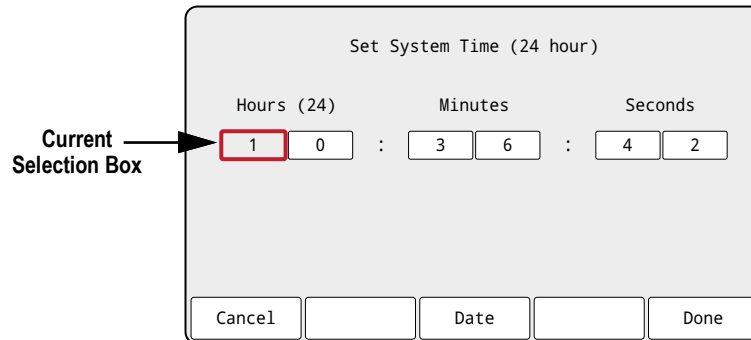 Set System Time (24 hour)
Hours (24) Minutes Seconds
Current
Selection Box
1 0 : 3 6 : 4 2
Cancel Date Done